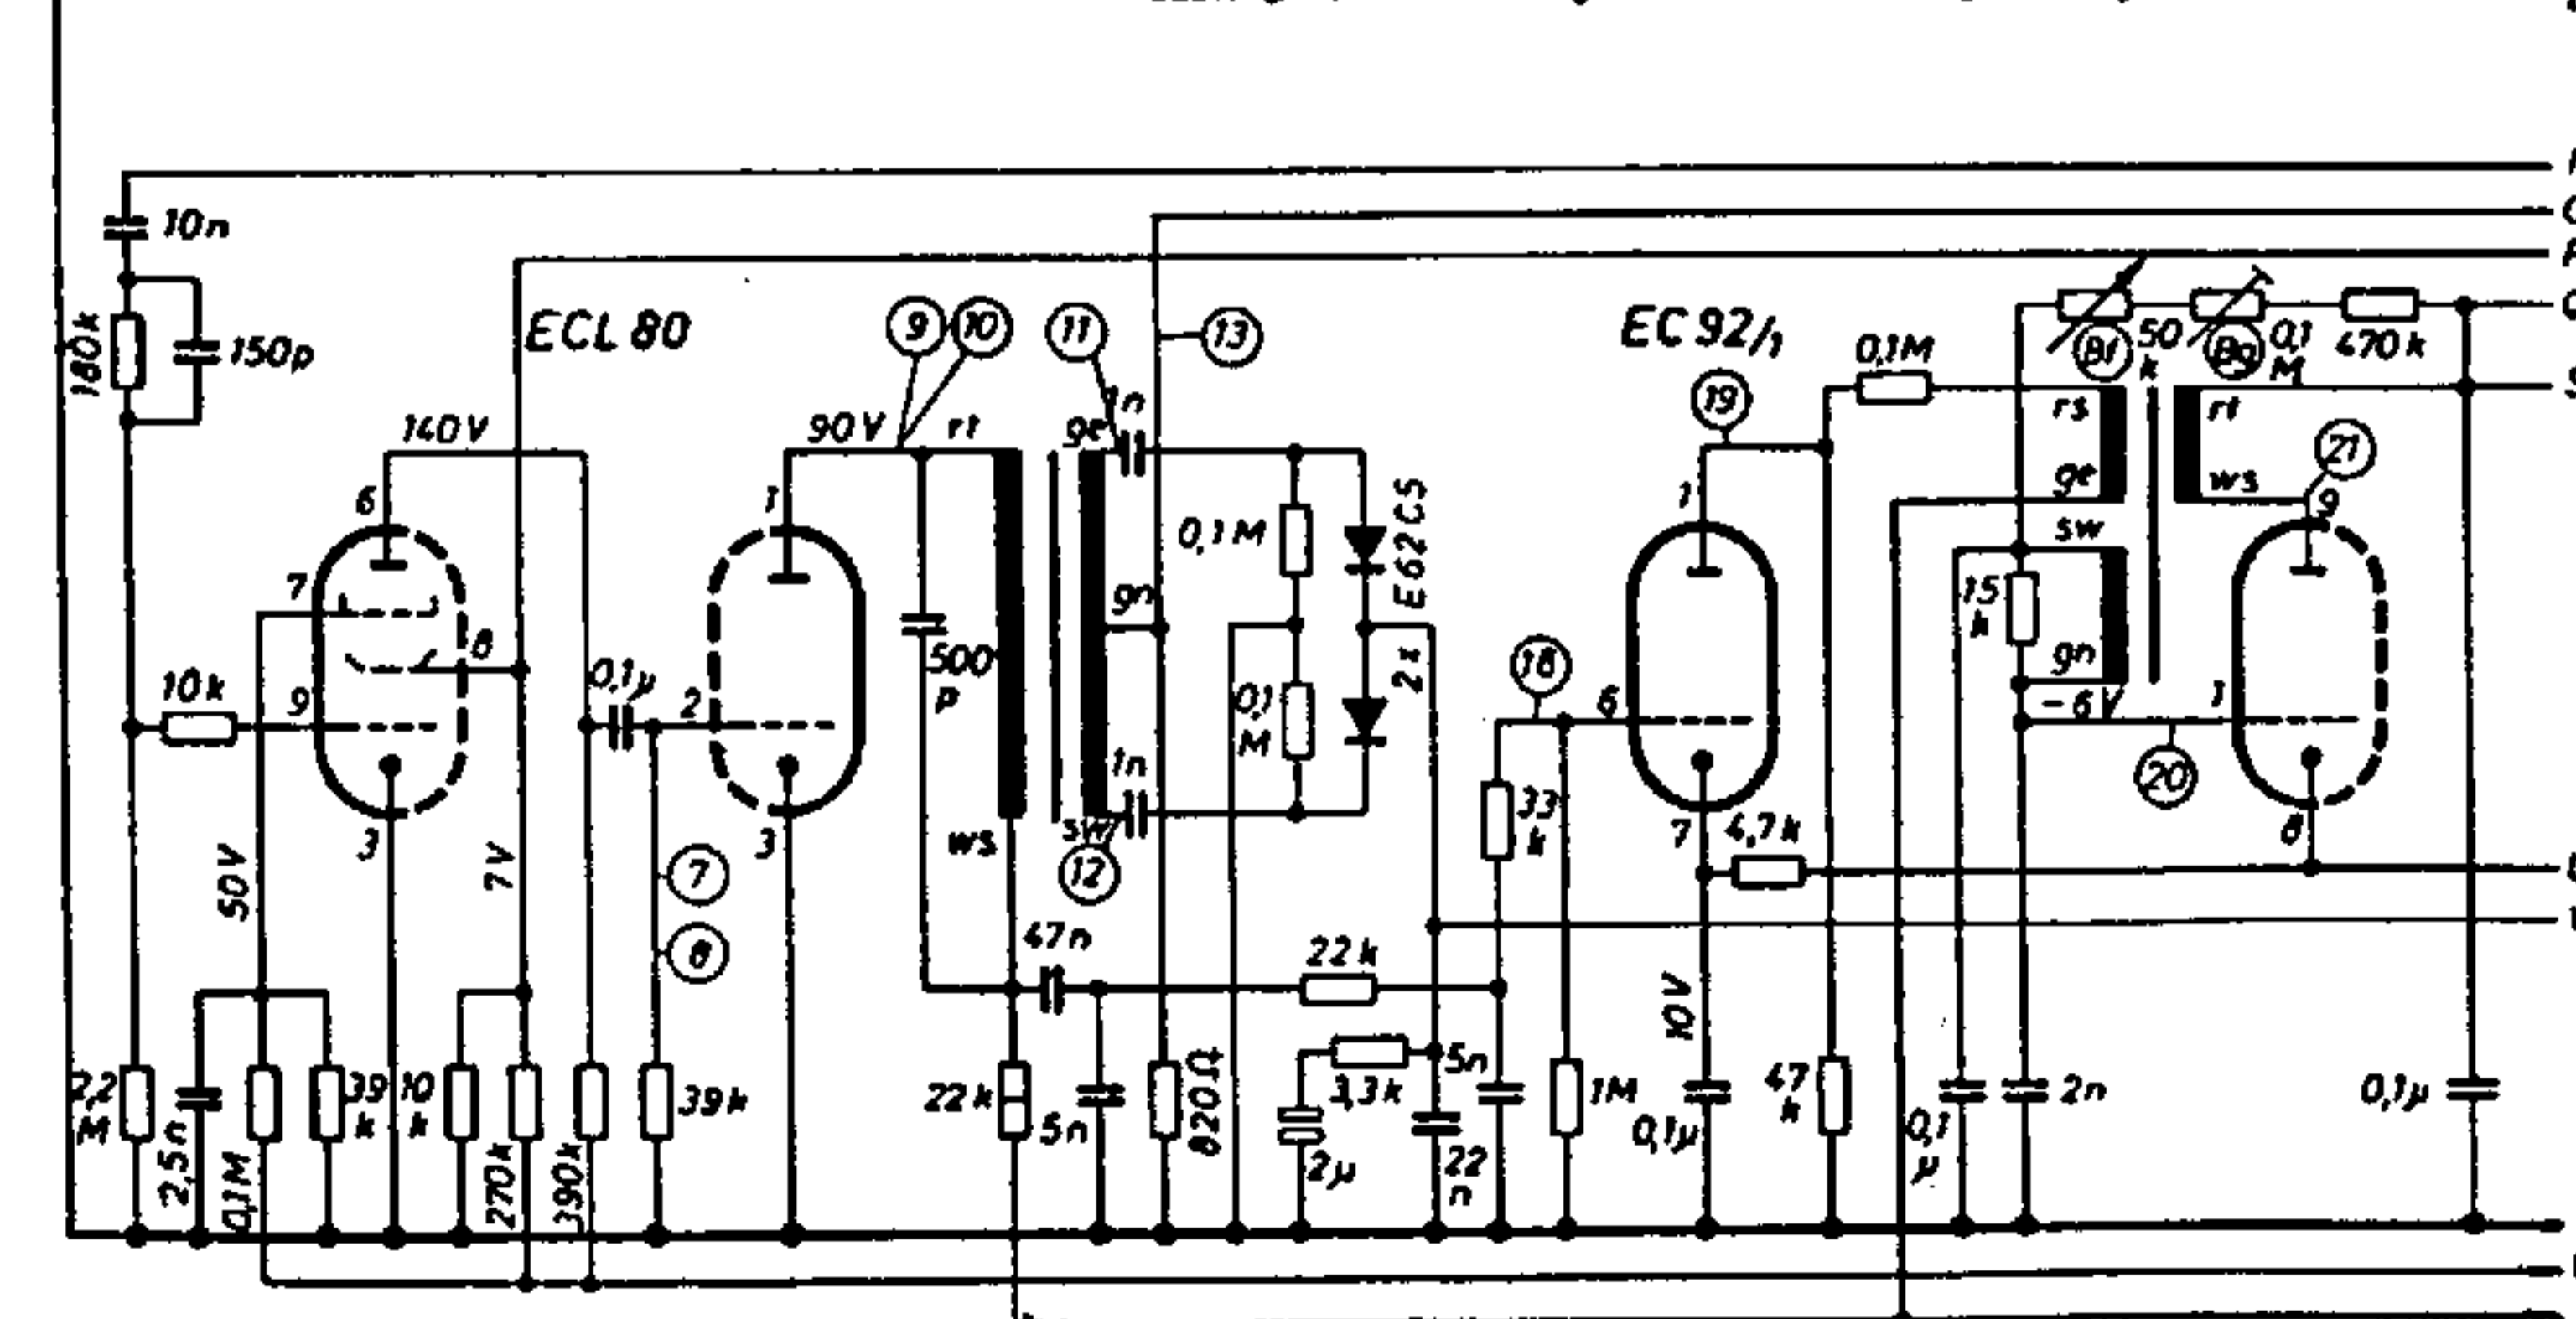 10n
180k
150p
ECL 80
9
10
11
13
EC 92/1
19
0,1M
Bf
50 k
Bg
0,1 M
470k
140V
90V
rt
ge
1n
rs
ge
rt
ws
21
6
1
1
9
7
8
0,1M
E62C5
2x
sw
15 k
gn
10k
9
0,1µ
2
500 p
gn
0,1 M
18
6
gn
-6V
1
20
3
3
ws
1n
sw
12
33 k
7
4,7k
8
50V
7V
7
8
47n
22k
10V
2,2 M
2,5n
0,1M
39 k
10 k
270k
390k
39k
22k
5n
820Ω
3,3k
2µ
5n
22 n
1M
0,1µ
47 k
0,1 µ
2n
0,1µ